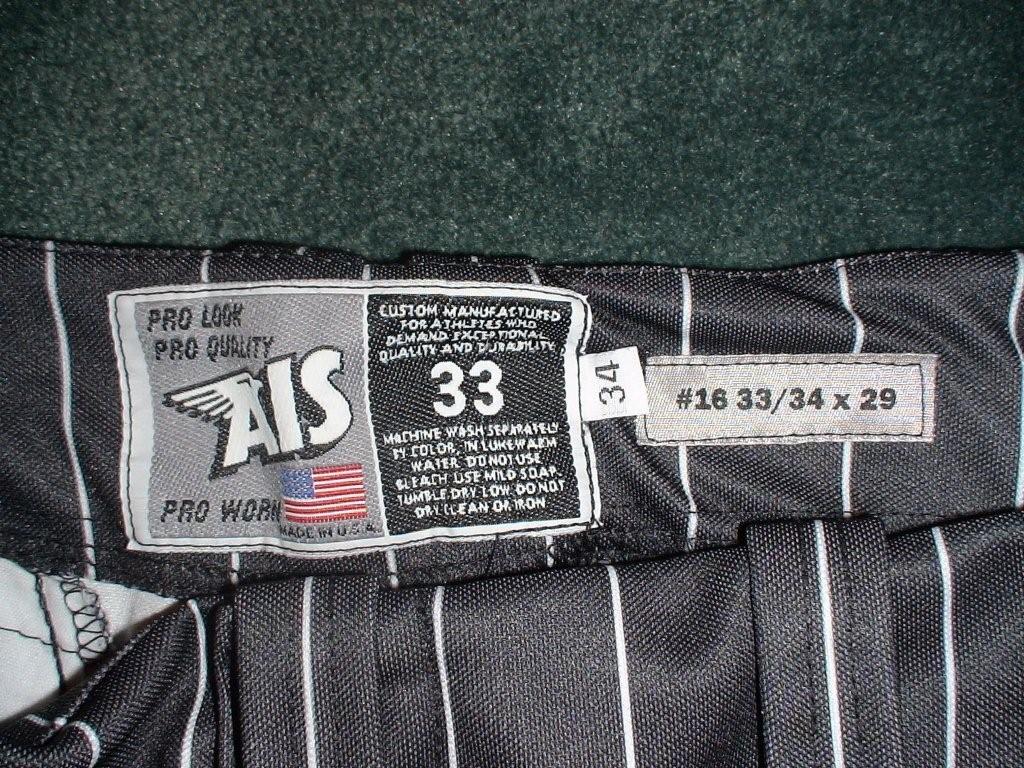 PRO LOOK
PRO QUALITY
AIS
PRO WORN
MADE IN U.S.A.
CUSTOM MANUFACTURED
FOR ATHLETES WHO
DEMAND EXCEPTIONAL
QUALITY AND DURABILITY
33
MACHINE WASH SEPARATELY
BY COLOR, IN LUKEWARM
WATER. DO NOT USE
BLEACH. USE MILD SOAP.
TUMBLE DRY LOW. DO NOT
DRY CLEAN OR IRON
34
#16 33/34 x 29